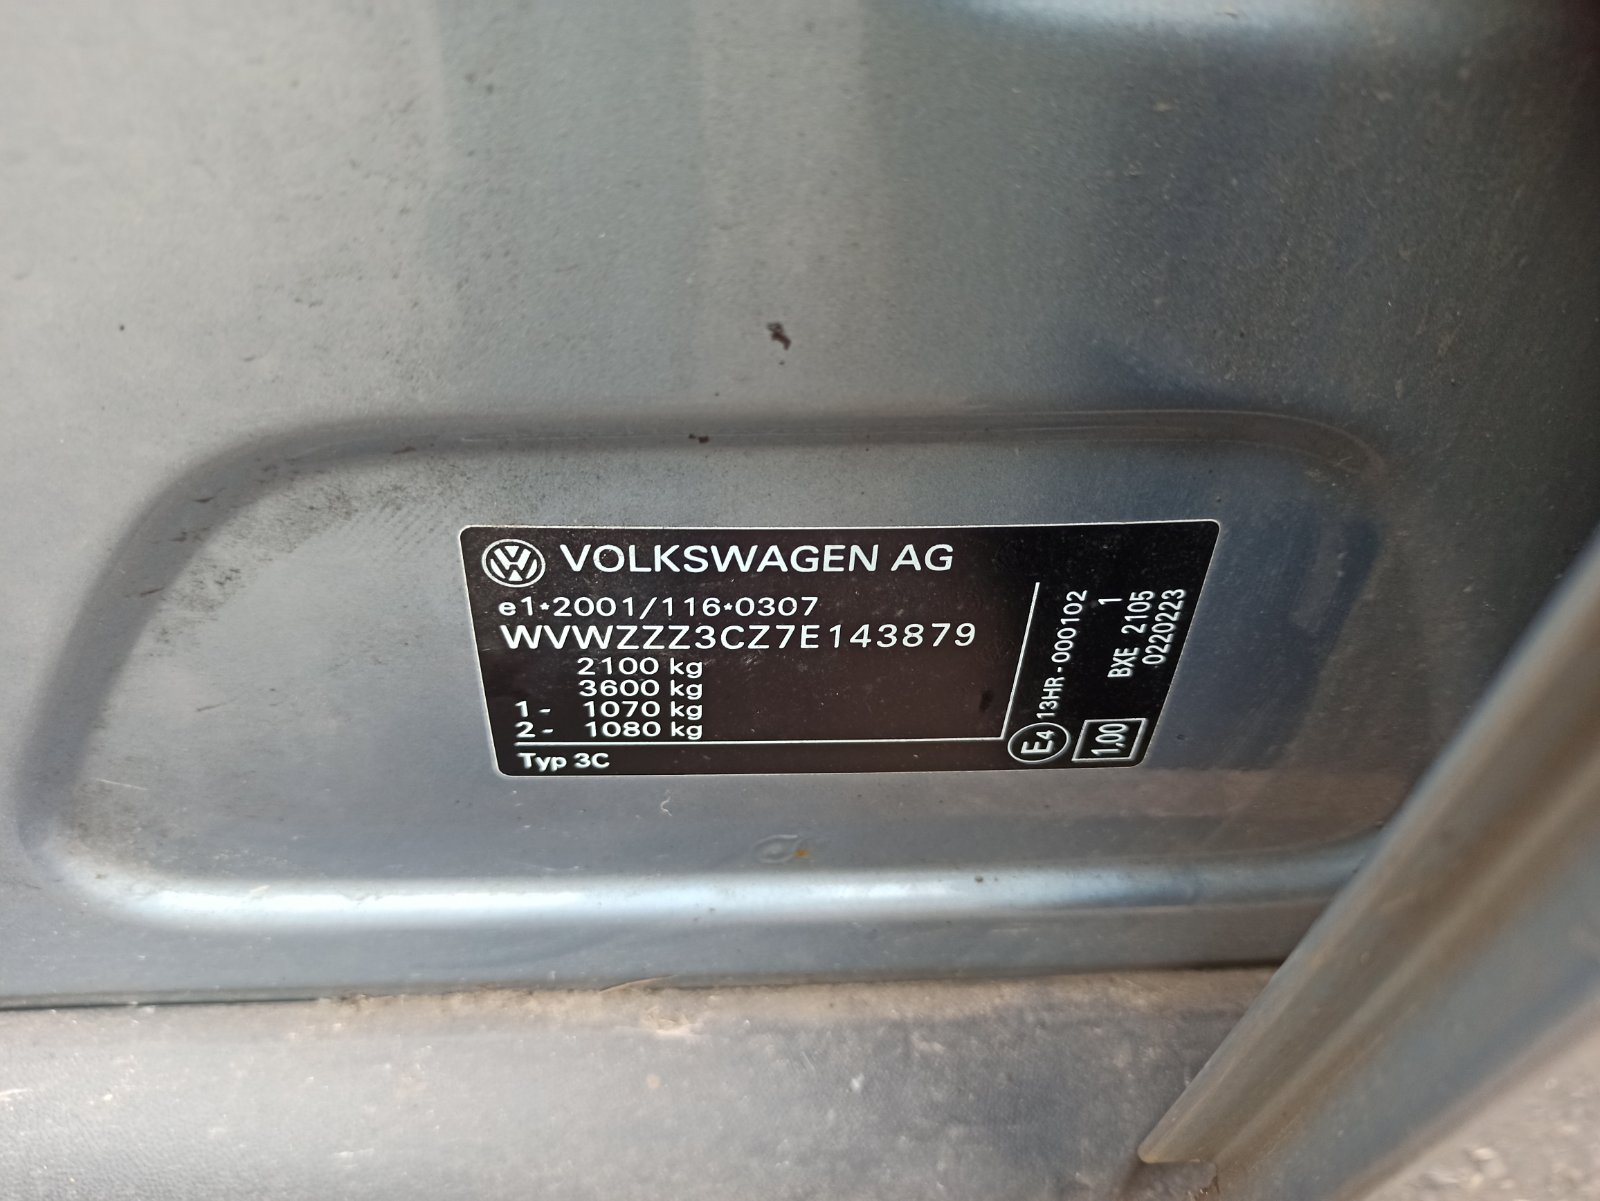 VOLKSWAGEN AG
e1*2001/116*0307
WVWZZZ3CZ7E143879
2100 kg
3600 kg
1 - 1070 kg
2 - 1080 kg
Typ 3C
E4 13HR - 000102
1
BXE 2105
0220223
1,00